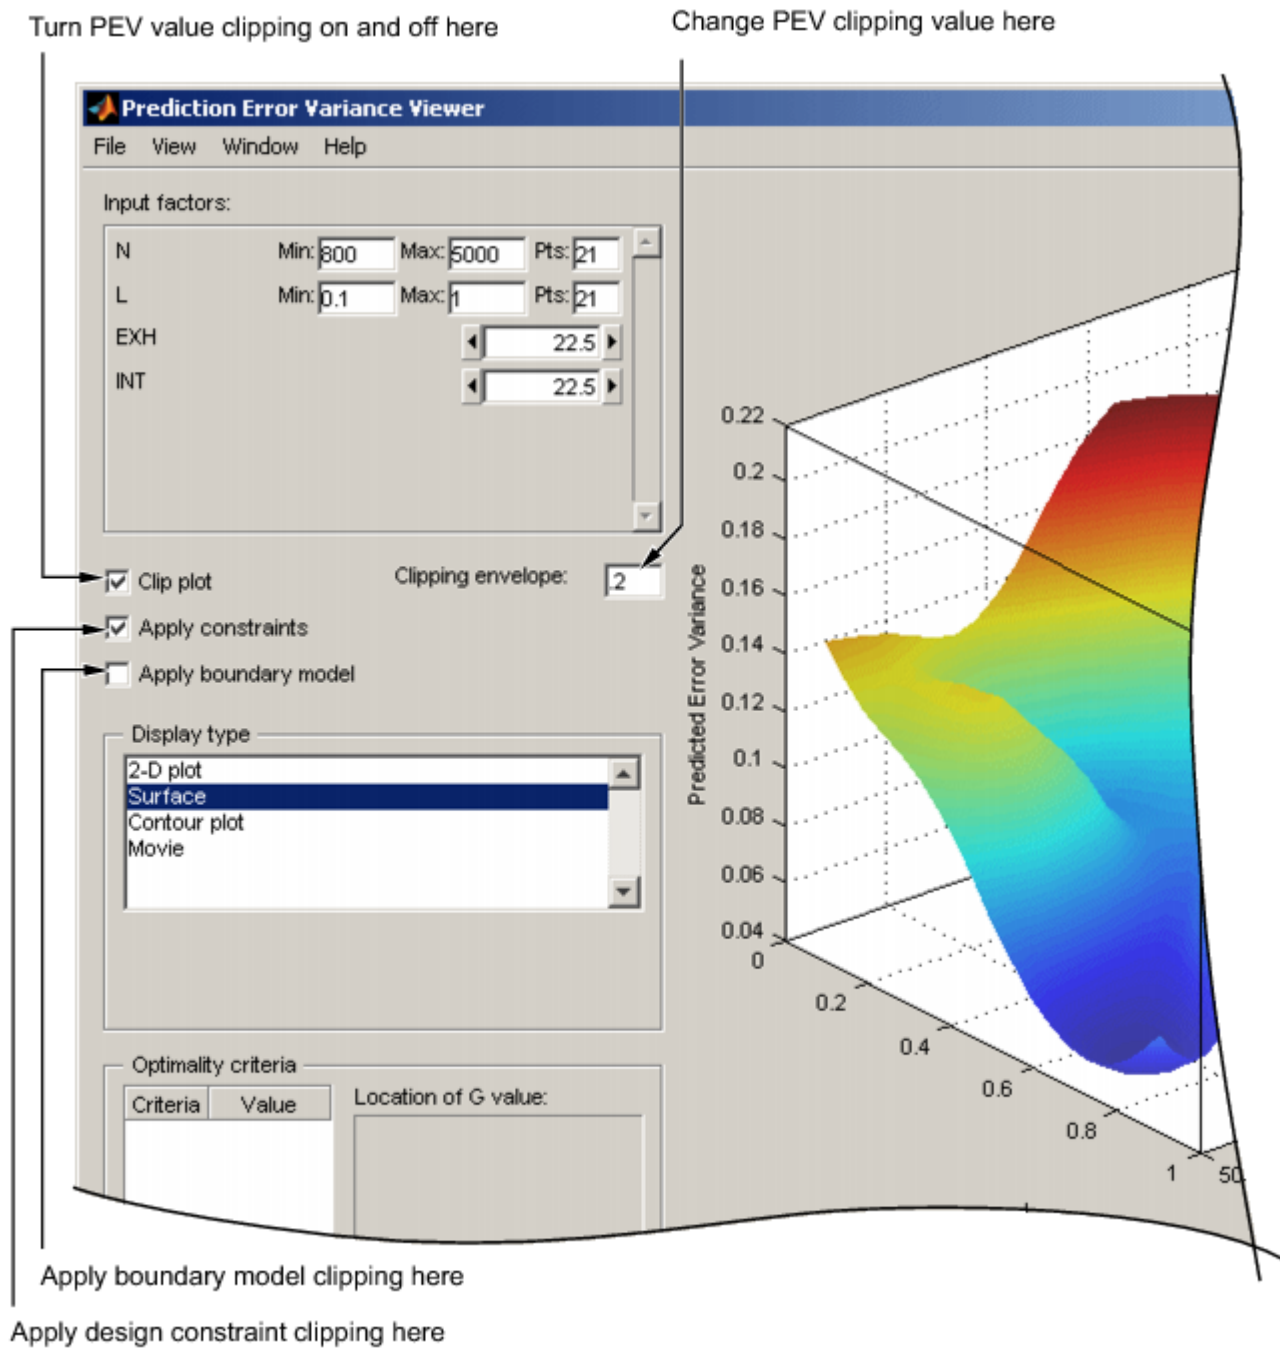 Turn PEV value clipping on and off here
Change PEV clipping value here
Prediction Error Variance Viewer
File View Window Help
Input factors:
N Min: 800 Max: 5000 Pts: 21
L Min: 0.1 Max: 1 Pts: 21
EXH 22.5
INT 22.5
Clip plot
Clipping envelope: .2
Apply constraints
Apply boundary model
Display type
2-D plot
Surface
Contour plot
Movie
Optimality criteria
Criteria Value
Location of G value:
Predicted Error Variance
0.22
0.2
0.18
0.16
0.14
0.12
0.1
0.08
0.06
0.04
0
0.2
0.4
0.6
0.8
1
50
Apply boundary model clipping here
Apply design constraint clipping here